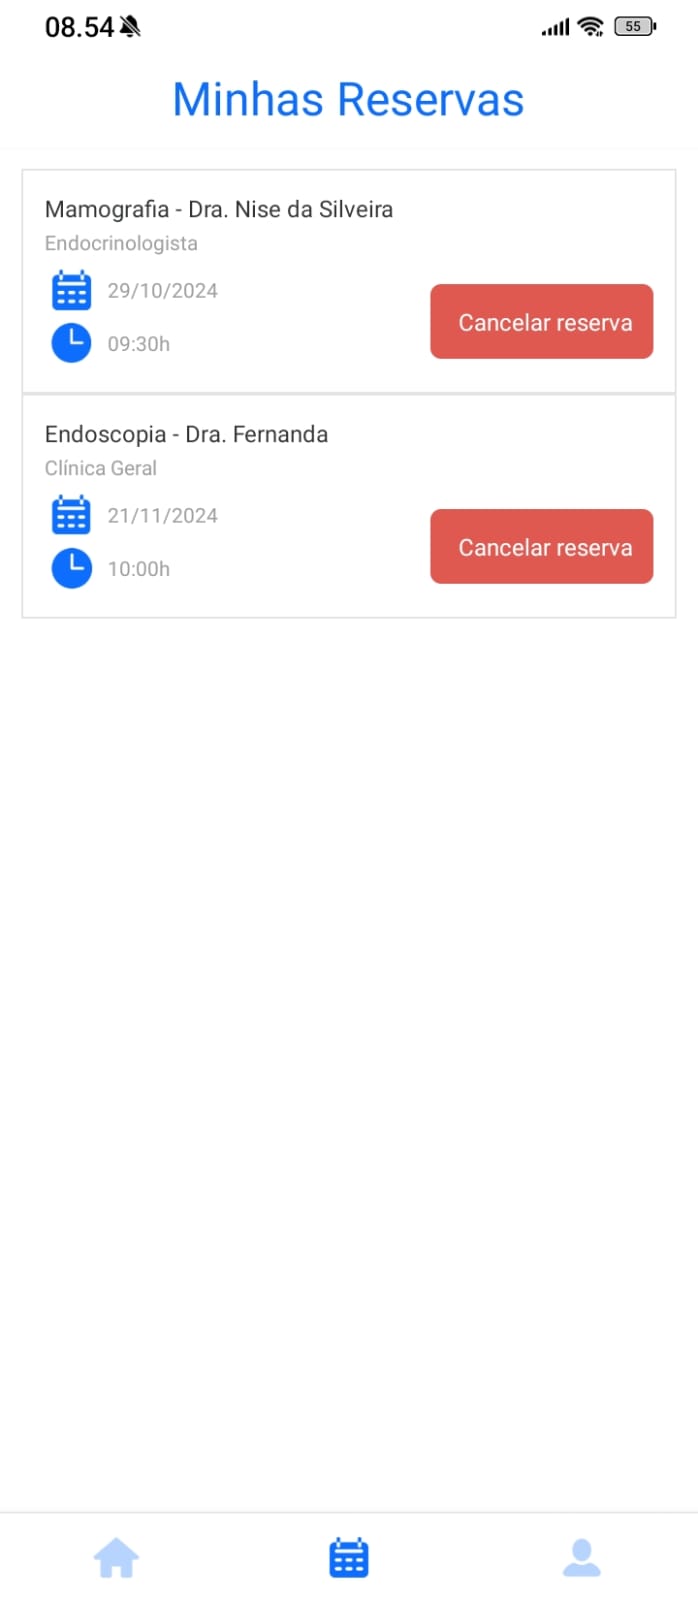 08.54
55
Minhas Reservas
Mamografia - Dra. Nise da Silveira
Endocrinologista
29/10/2024
09:30h
Cancelar reserva
Endoscopia - Dra. Fernanda
Clínica Geral
21/11/2024
10:00h
Cancelar reserva